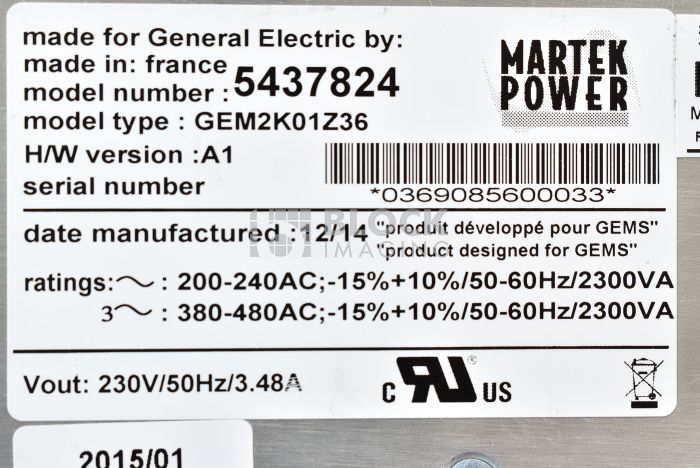 made for General Electric by:
made in: france
model number : 5437824
model type : GEM2K01Z36
H/W version :A1
serial number
*0369085600033*
MARTEK
POWER
date manufactured :12/14 "produit développé pour GEMS"
"product designed for GEMS"
BLOCK
IMAGING
ratings:~ : 200-240AC;-15%+10%/50-60Hz/2300VA
3~ : 380-480AC;-15%+10%/50-60Hz/2300VA
Vout: 230V/50Hz/3.48A
c RU US
2015/01